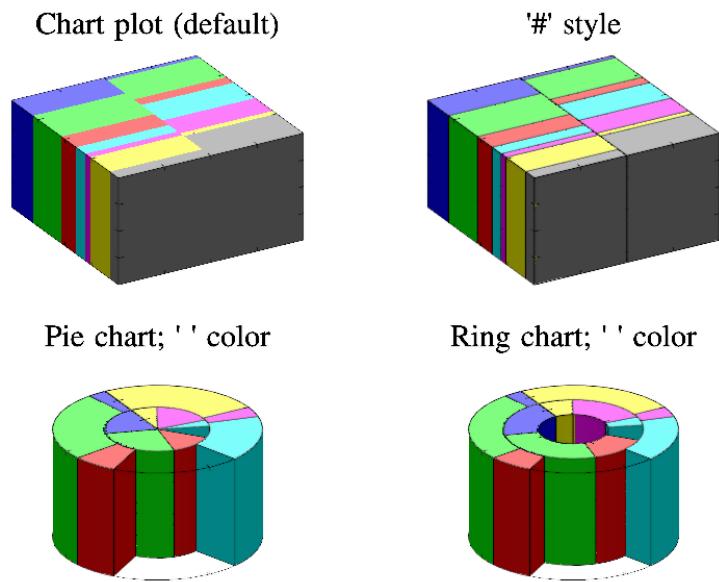 Chart plot (default)
'#' style
Pie chart; ' ' color
Ring chart; ' ' color